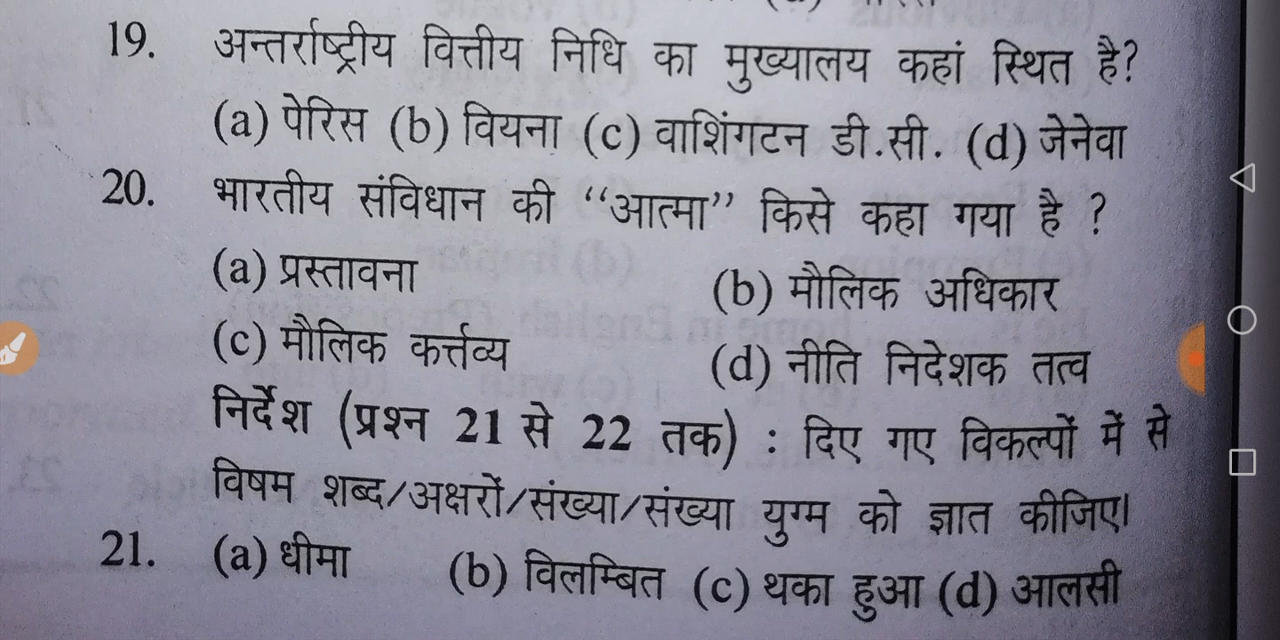 19. अन्तर्राष्ट्रीय वित्तीय निधि का मुख्यालय कहां स्थित है?
(a) पेरिस (b) वियना (c) वाशिंगटन डी.सी. (d) जेनेवा
20. भारतीय संविधान की “आत्मा” किसे कहा गया है ?
(a) प्रस्तावना (b) मौलिक अधिकार
(c) मौलिक कर्त्तव्य (d) नीति निदेशक तत्व
निर्देश (प्रश्न 21 से 22 तक) : दिए गए विकल्पों में से
विषम शब्द/अक्षरों/संख्या/संख्या युग्म को ज्ञात कीजिए।
21. (a) धीमा (b) विलम्बित (c) थका हुआ (d) आलसी